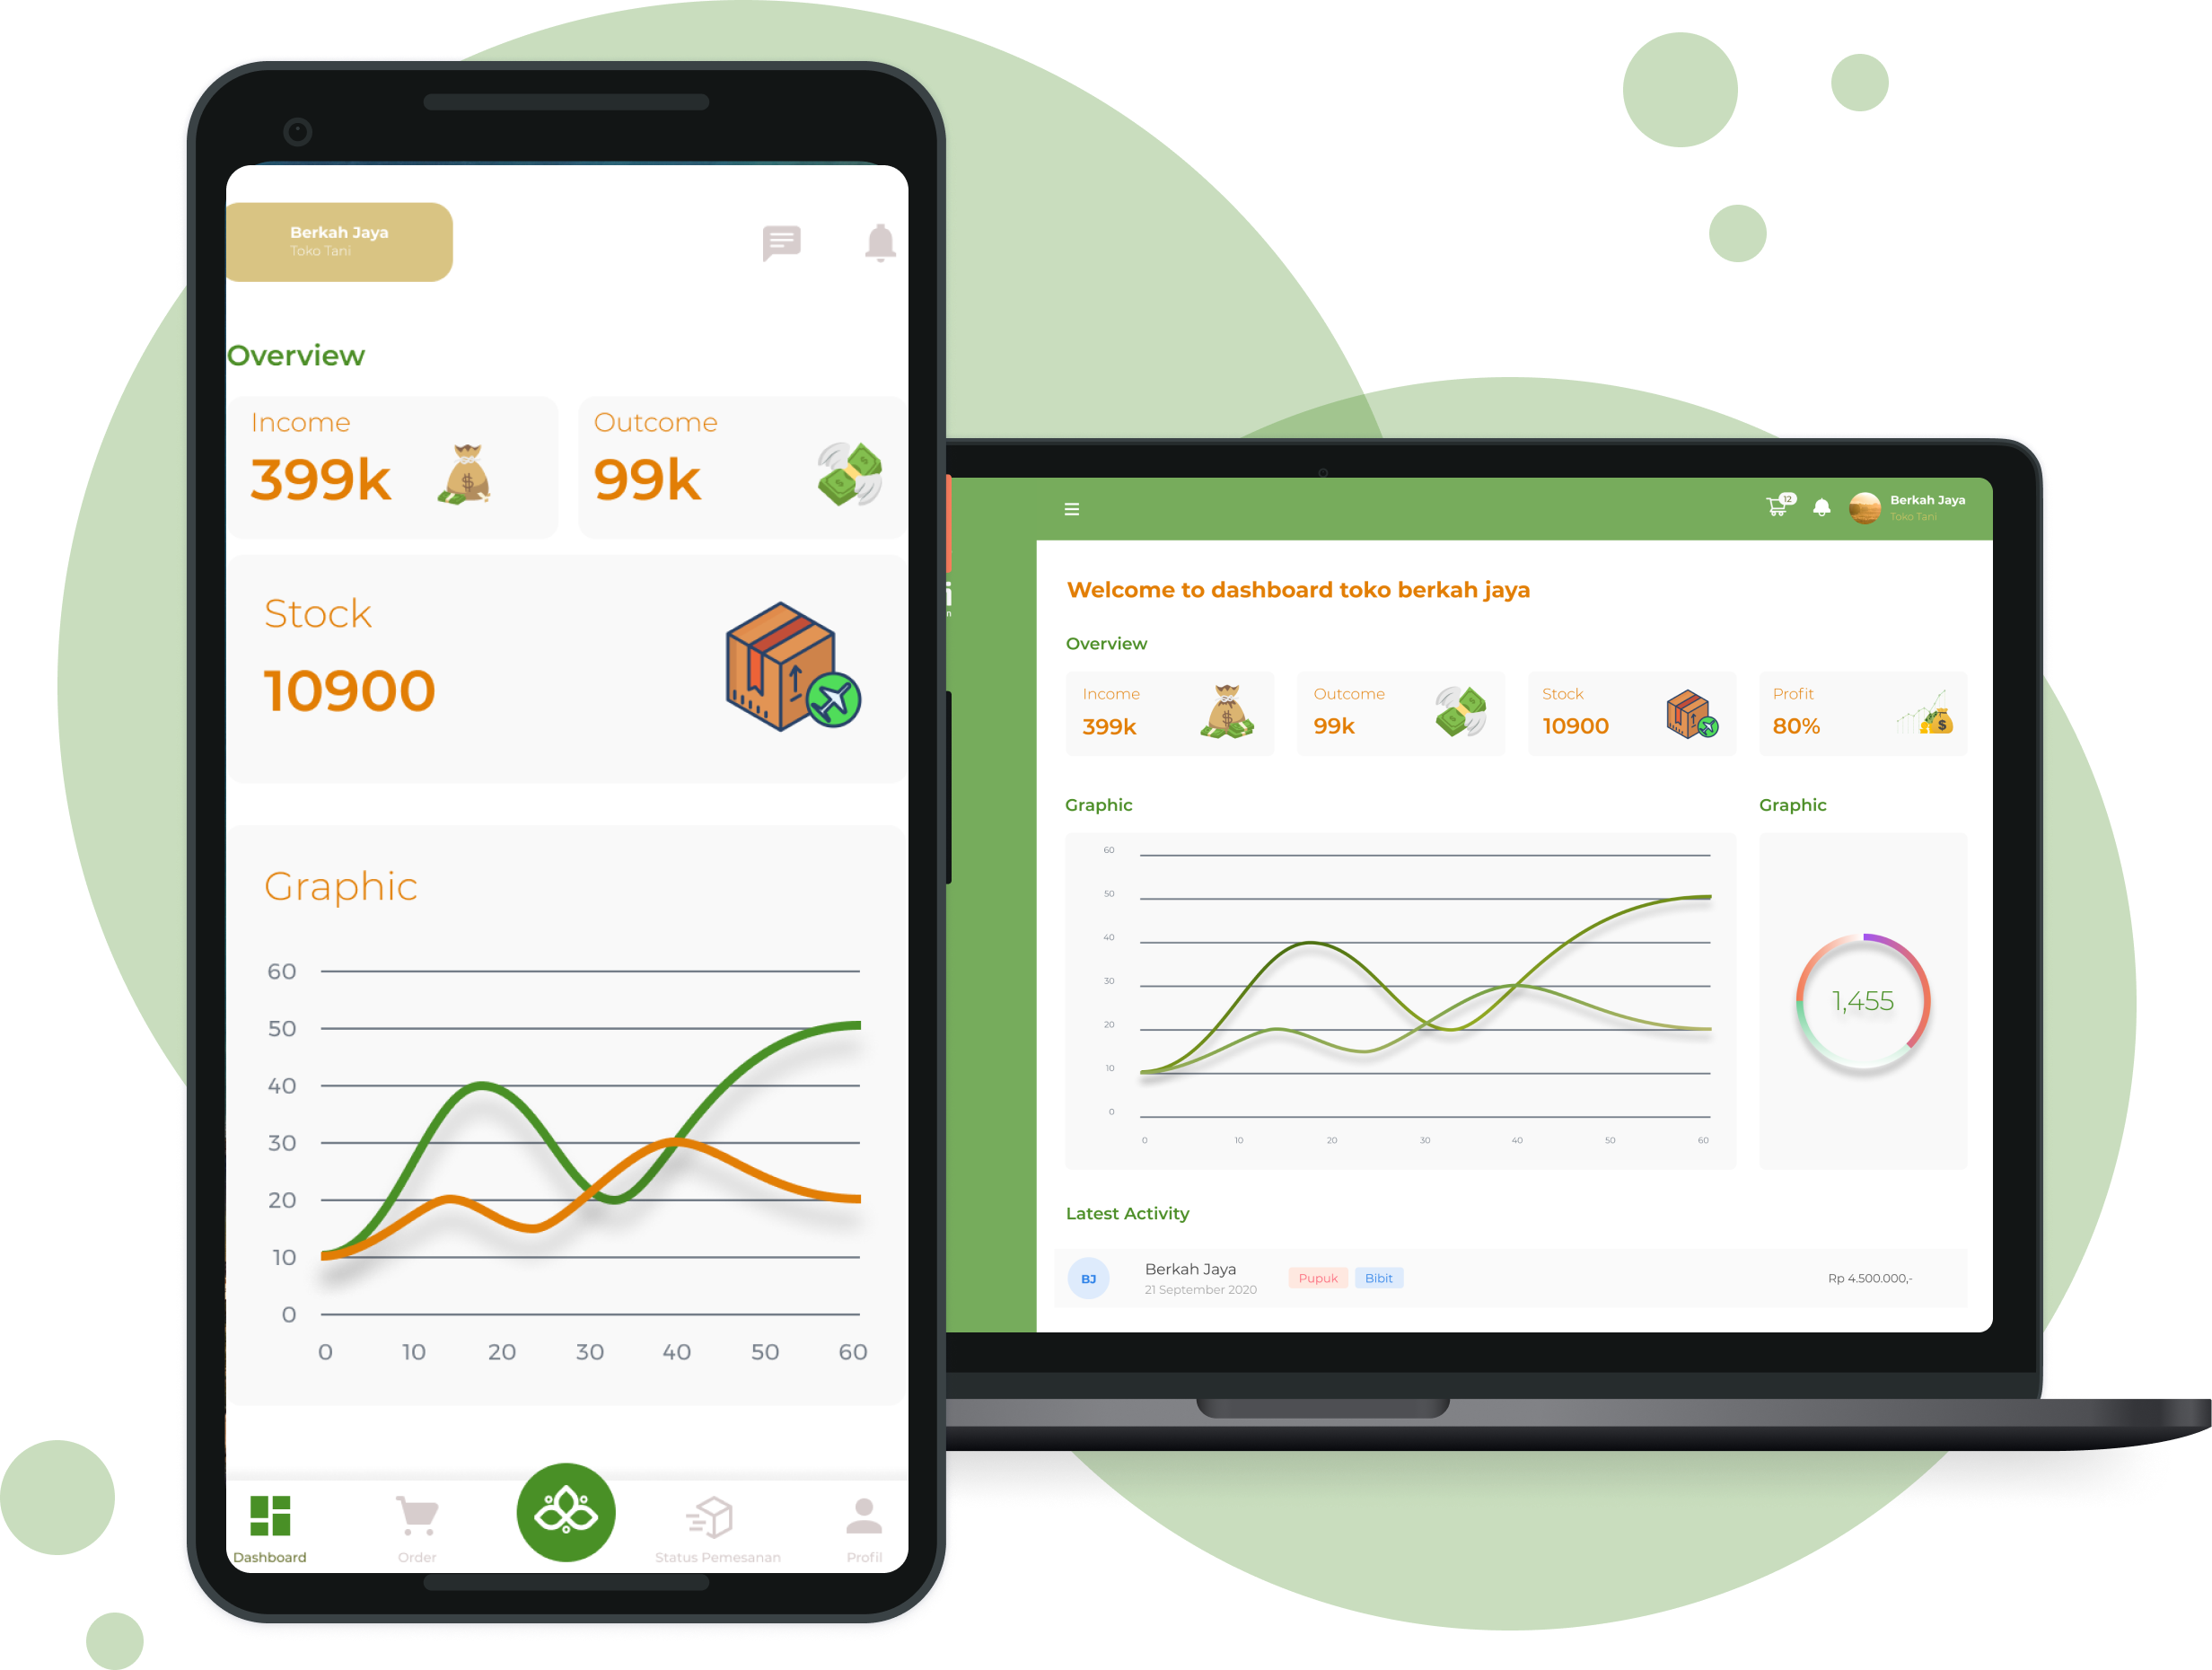 Berkah Jaya
Toko Tani
Overview
Income
399k
Outcome
99k
Stock
10900
Graphic
60
50
40
30
20
10
0
0 10 20 30 40 50 60
Dashboard
Order
Status Pemesanan
Profil
12
Berkah Jaya
Toko Tani
Welcome to dashboard toko berkah jaya
Overview
Income
399k
Outcome
99k
Stock
10900
Profit
80%
Graphic
60
50
40
30
20
10
0
0 10 20 30 40 50 60
Graphic
1,455
Latest Activity
BJ
Berkah Jaya
21 September 2020
Pupuk Bibit
Rp 4.500.000,-